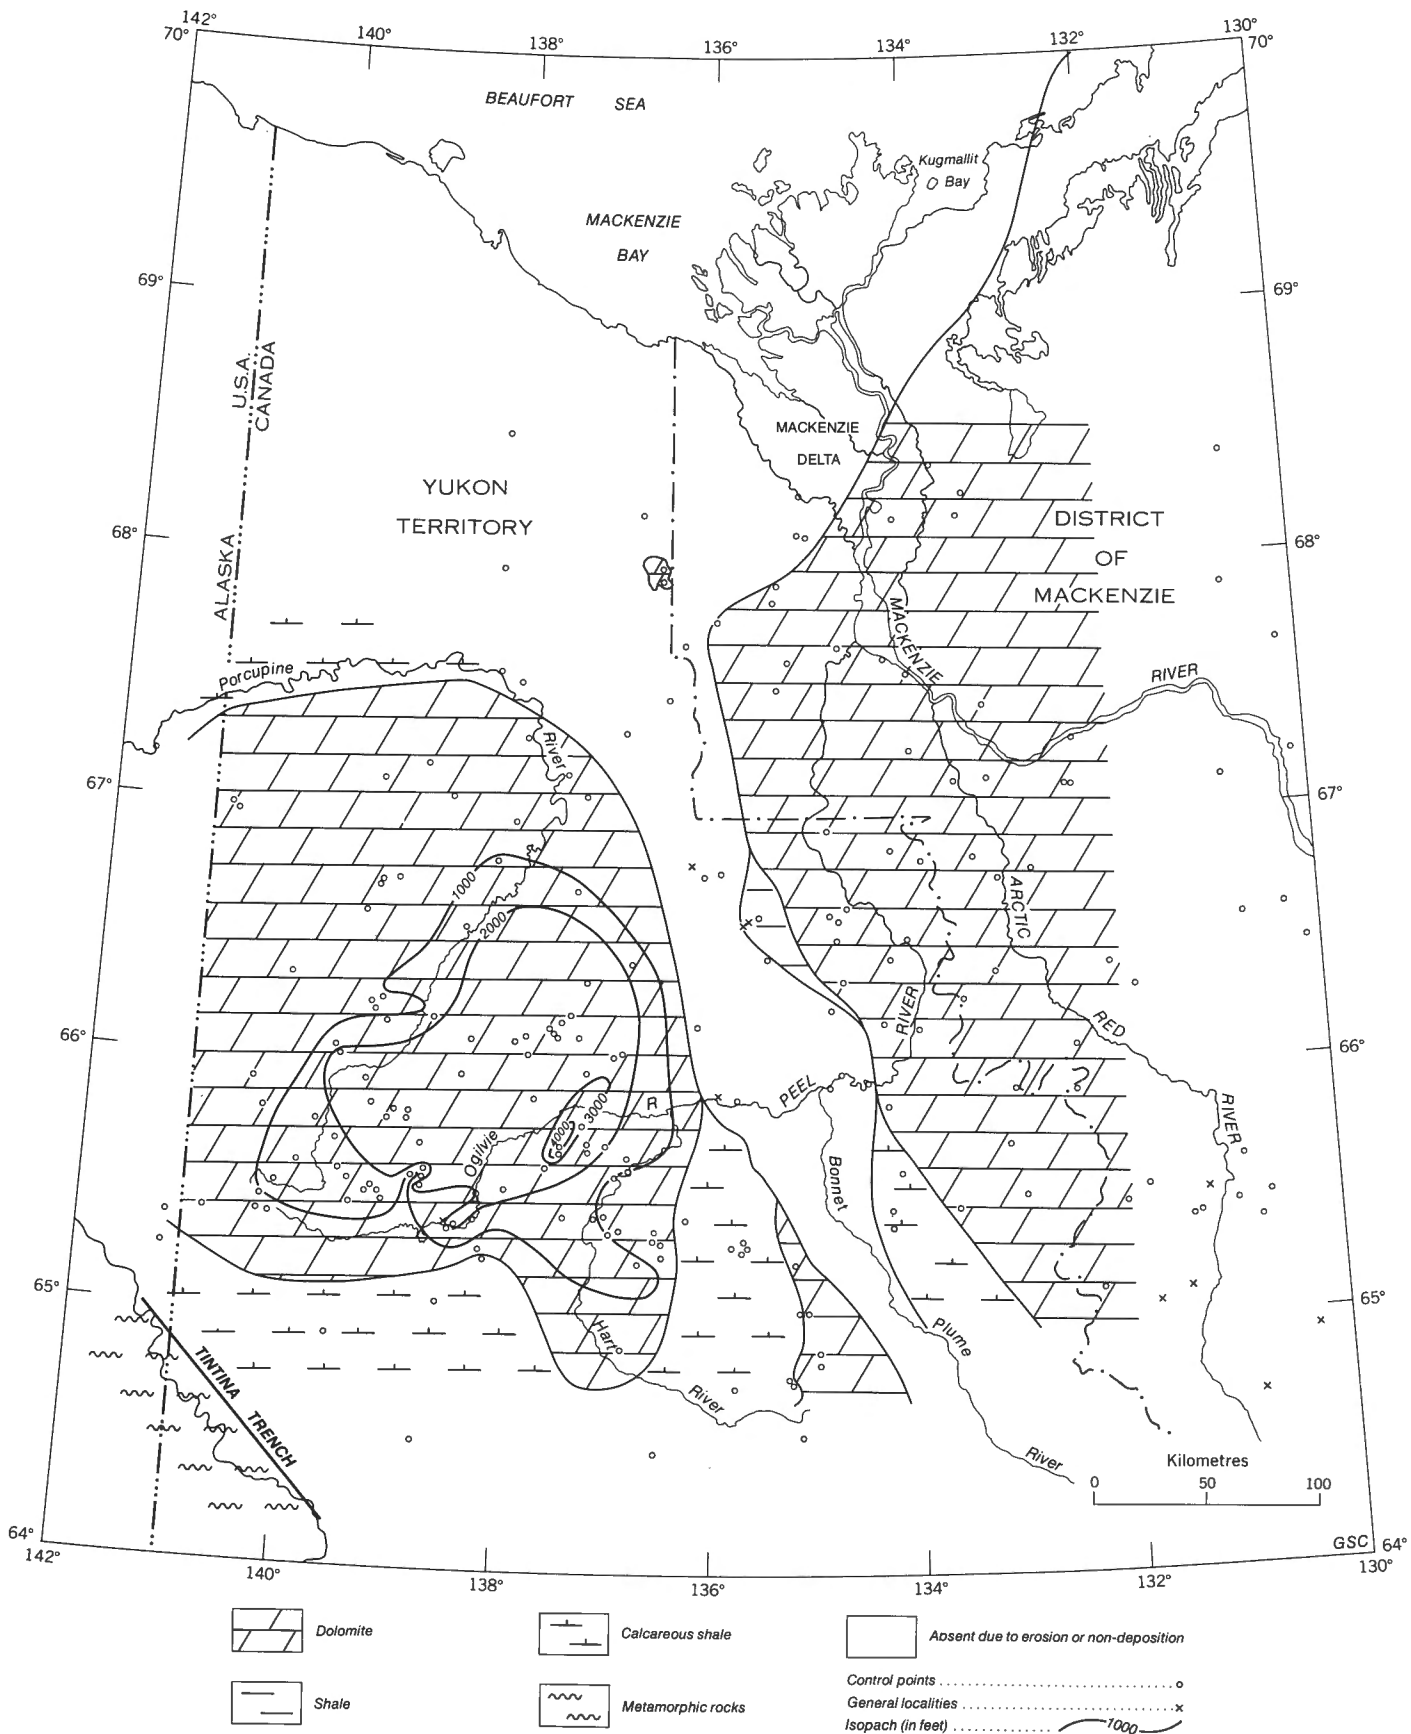 142°
70°
140°
138°
136°
134°
132°
130°
70°
BEAUFORT SEA
Kugmallit
Bay
MACKENZIE
BAY
69°
69°
U.S.A.
CANADA
MACKENZIE
DELTA
YUKON
TERRITORY
DISTRICT
OF
MACKENZIE
68°
68°
ALASKA
MACKENZIE
RIVER
Porcupine
River
67°
67°
1000
2000
ARCTIC
RED
RIVER
66°
66°
RIVER
PEEL
R
3000
4000
Ogilvie
Bonnet
Plume
River
65°
65°
Hart
River
TINTINA TRENCH
Kilometres
0 50 100
GSC
64°
142°
140°
138°
136°
134°
132°
64°
130°
Dolomite
Calcareous shale
Absent due to erosion or non-deposition
Shale
Metamorphic rocks
Control points
General localities x
Isopach (in feet) 1000